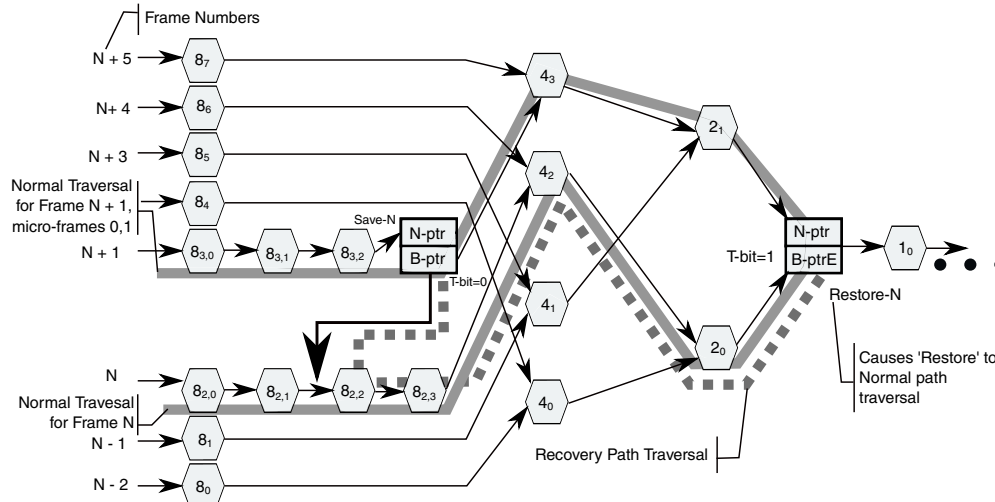 Frame Numbers
N + 5
8₇
4₃
N+ 4
8₆
2₁
N + 3
8₅
4₂
Normal Traversal
for Frame N + 1,
micro-frames 0,1
8₄
Save-N
N-ptr
N-ptr
N + 1
8₃,₀
8₃,₁
8₃,₂
B-ptr
T-bit=1
B-ptrE
1₀
T-bit=0
4₁
Restore-N
2₀
Causes 'Restore' to
Normal path
traversal
N
8₂,₀
8₂,₁
8₂,₂
8₂,₃
4₀
Normal Travesal
for Frame N
N - 1
8₁
Recovery Path Traversal
N - 2
8₀